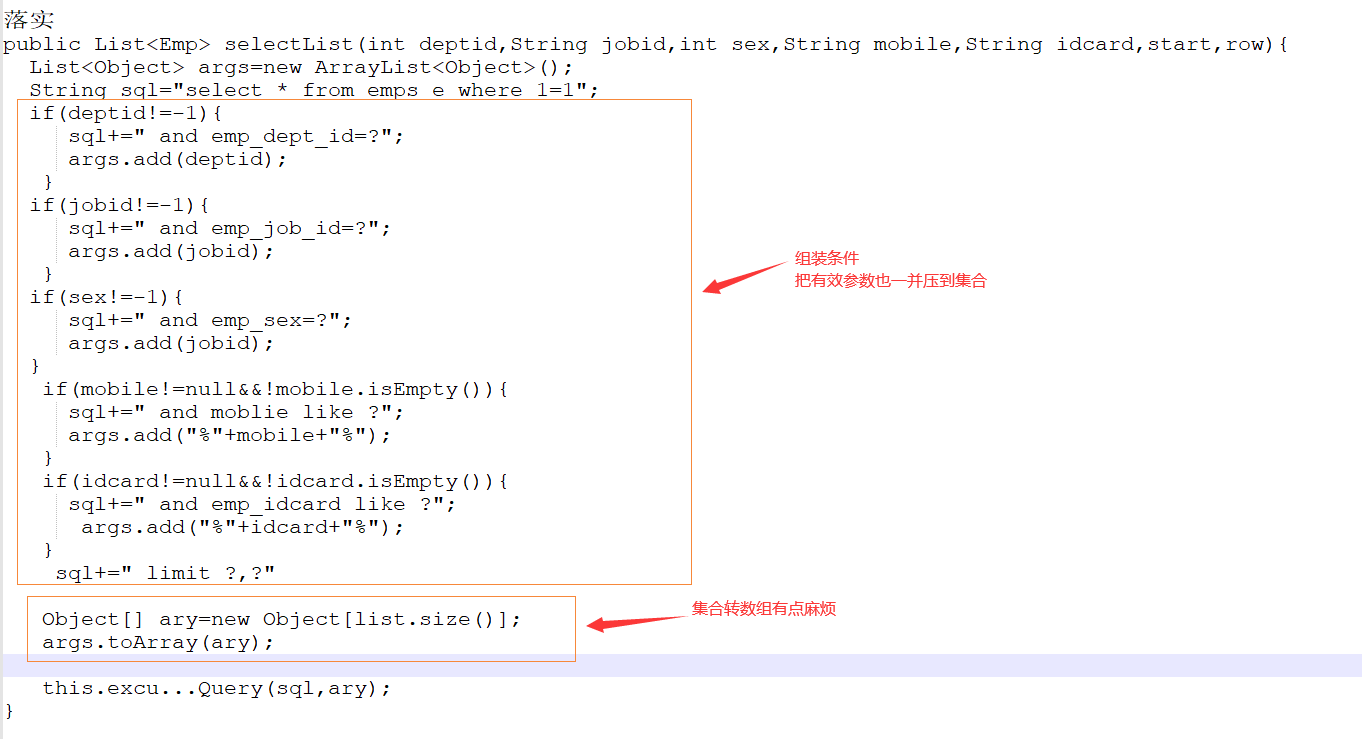 落实
public List<Emp> selectList(int deptid,String jobid,int sex,String mobile,String idcard,start,row){
List<Object> args=new ArrayList<Object>();
String sql="select * from emps e where 1=1";
if(deptid!=-1){
sql+=" and emp_dept_id=?";
args.add(deptid);
}
if(jobid!=-1){
sql+=" and emp_job_id=?";
args.add(jobid);
}
if(sex!=-1){
sql+=" and emp_sex=?";
args.add(jobid);
}
if(mobile!=null&&!mobile.isEmpty()){
sql+=" and moblie like ?";
args.add("%"+mobile+"%");
}
if(idcard!=null&&!idcard.isEmpty()){
sql+=" and emp_idcard like ?";
args.add("%"+idcard+"%");
}
sql+=" limit ?,?"
组装条件
把有效参数也一并压到集合
Object[] ary=new Object[list.size()];
args.toArray(ary);
集合转数组有点麻烦
this.excu...Query(sql,ary);
}